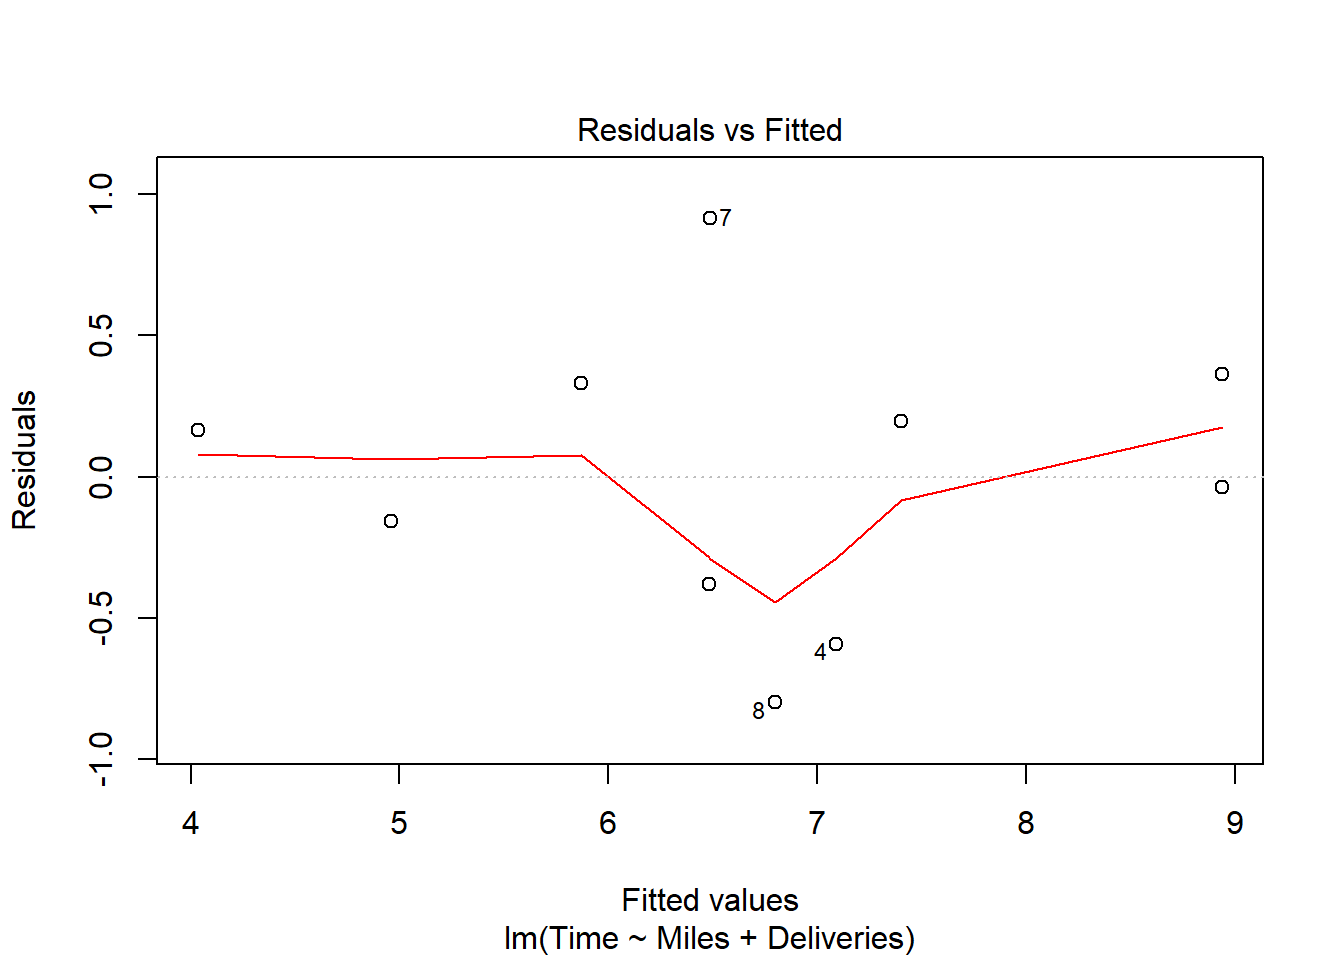 Residuals vs Fitted
1.0
0.5
0.0
-0.5
-1.0
Residuals
7
4
8
4 5 6 7 8 9
Fitted values
lm(Time ~ Miles + Deliveries)